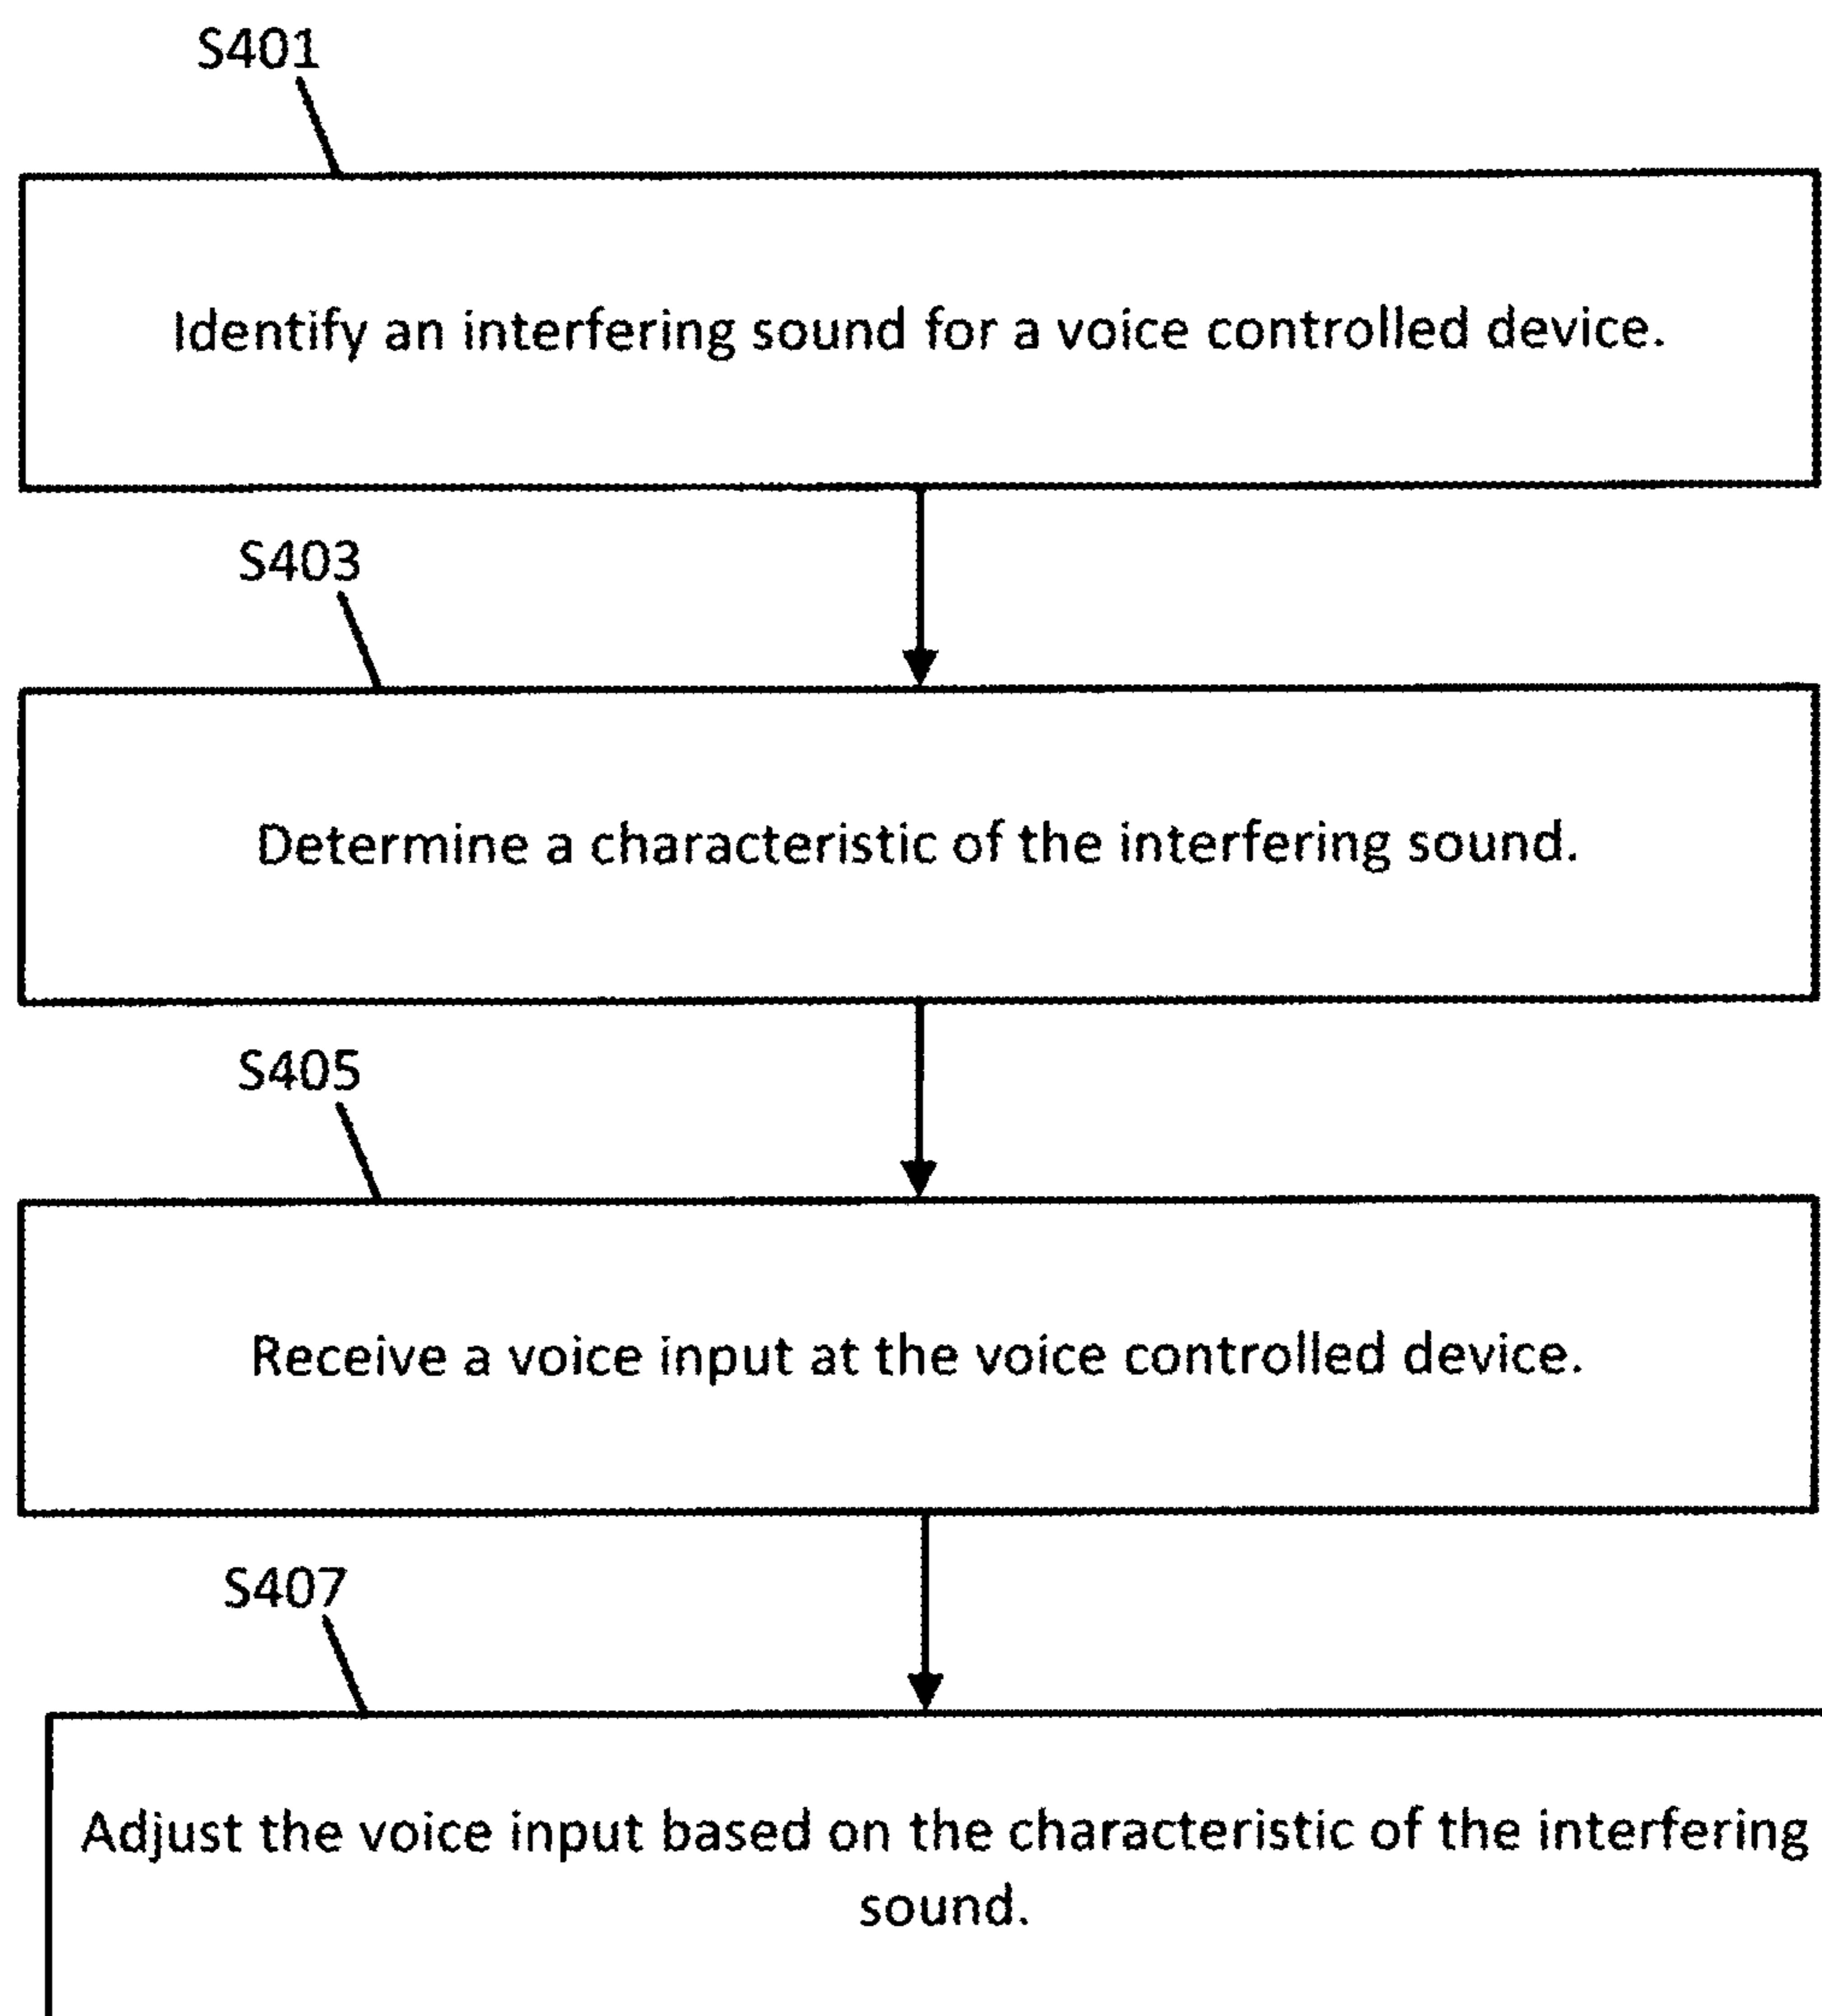 S401
Identify an interfering sound for a voice controlled device.
S403
Determine a characteristic of the interfering sound.
S405
Receive a voice input at the voice controlled device.
S407
Adjust the voice input based on the characteristic of the interfering
sound.